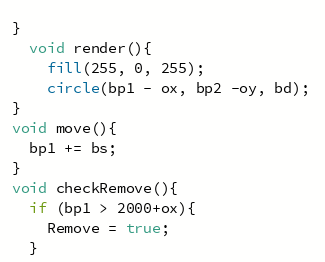 }
  void render(){
    fill(255, 0, 255);
    circle(bp1 - ox, bp2 -oy, bd);
}
void move(){
  bp1 += bs;
}
void checkRemove(){
  if (bp1 > 2000+ox){
    Remove = true;
  }